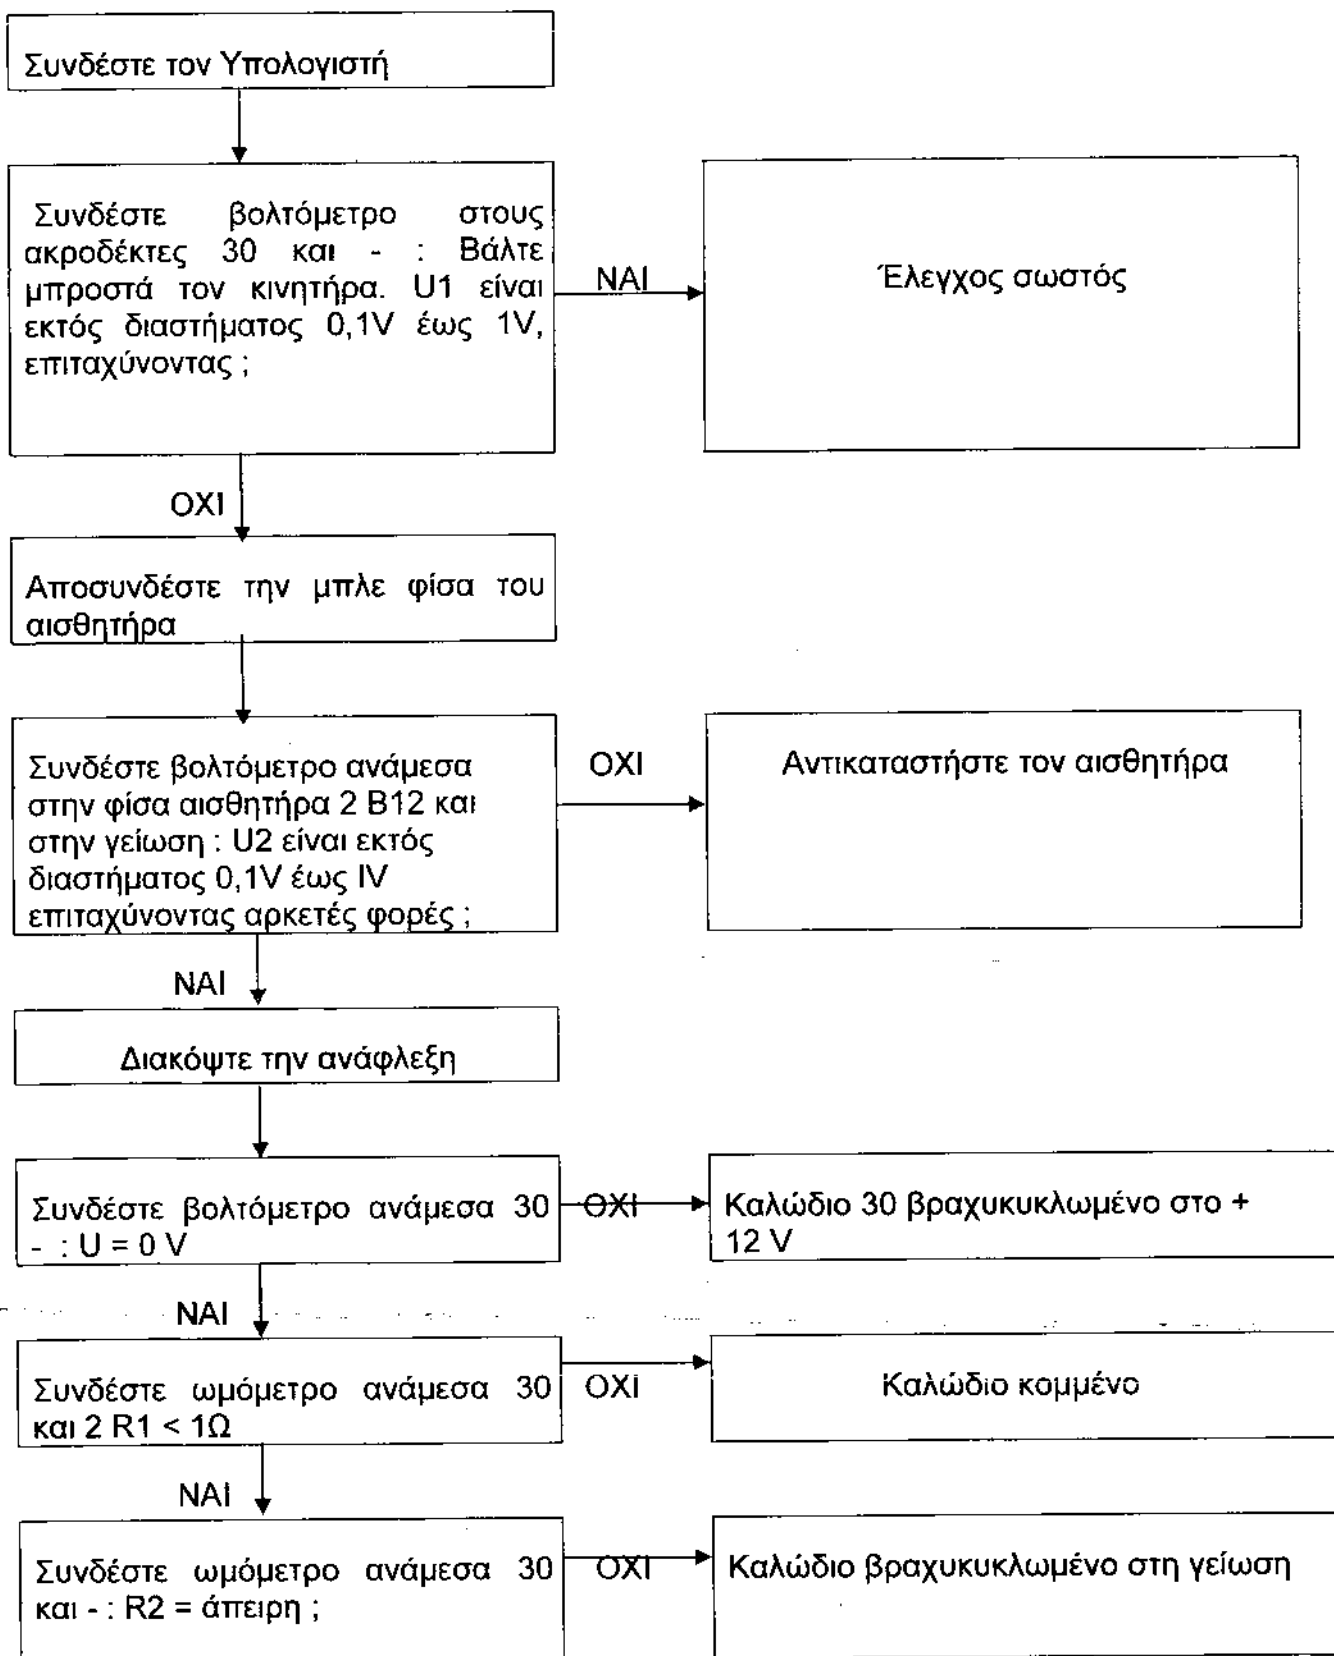 Συνδέστε τον Υπολογιστή
Συνδέστε βολτόμετρο στους
ακροδέκτες 30 και - : Βάλτε
μπροστά τον κινητήρα. U1 είναι
εκτός διαστήματος 0,1V έως 1V,
επιταχύνοντας ;
ΝΑΙ
Έλεγχος σωστός
ΟΧΙ
Αποσυνδέστε την μπλε φίσα του
αισθητήρα
Συνδέστε βολτόμετρο ανάμεσα
στην φίσα αισθητήρα 2 Β12 και
στην γείωση : U2 είναι εκτός
διαστήματος 0,1V έως IV
επιταχύνοντας αρκετές φορές ;
ΟΧΙ
Αντικαταστήστε τον αισθητήρα
ΝΑΙ
Διακόψτε την ανάφλεξη
Συνδέστε βολτόμετρο ανάμεσα 30
- : U = 0 V
ΟΧΙ
Καλώδιο 30 βραχυκυκλωμένο στο +
12 V
ΝΑΙ
Συνδέστε ωμόμετρο ανάμεσα 30
και 2 R1 < 1Ω
ΟΧΙ
Καλώδιο κομμένο
ΝΑΙ
Συνδέστε ωμόμετρο ανάμεσα 30
και - : R2 = άπειρη ;
ΟΧΙ
Καλώδιο βραχυκυκλωμένο στη γείωση